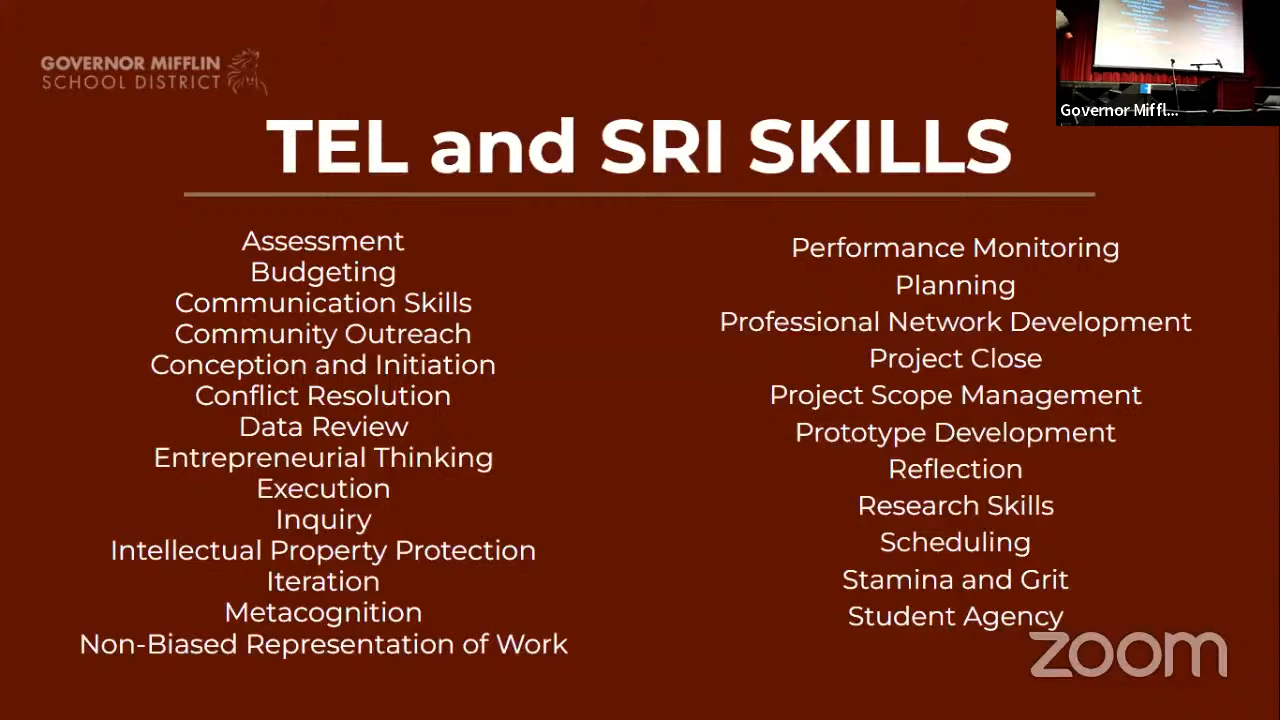 GOVERNOR MIFFLIN
SCHOOL DISTRICT
Governor Miffl...
TEL and SRI SKILLS
Assessment
Budgeting
Communication Skills
Community Outreach
Conception and Initiation
Conflict Resolution
Data Review
Entrepreneurial Thinking
Execution
Inquiry
Intellectual Property Protection
Iteration
Metacognition
Non-Biased Representation of Work
Performance Monitoring
Planning
Professional Network Development
Project Close
Project Scope Management
Prototype Development
Reflection
Research Skills
Scheduling
Stamina and Grit
Student Agency
zoom